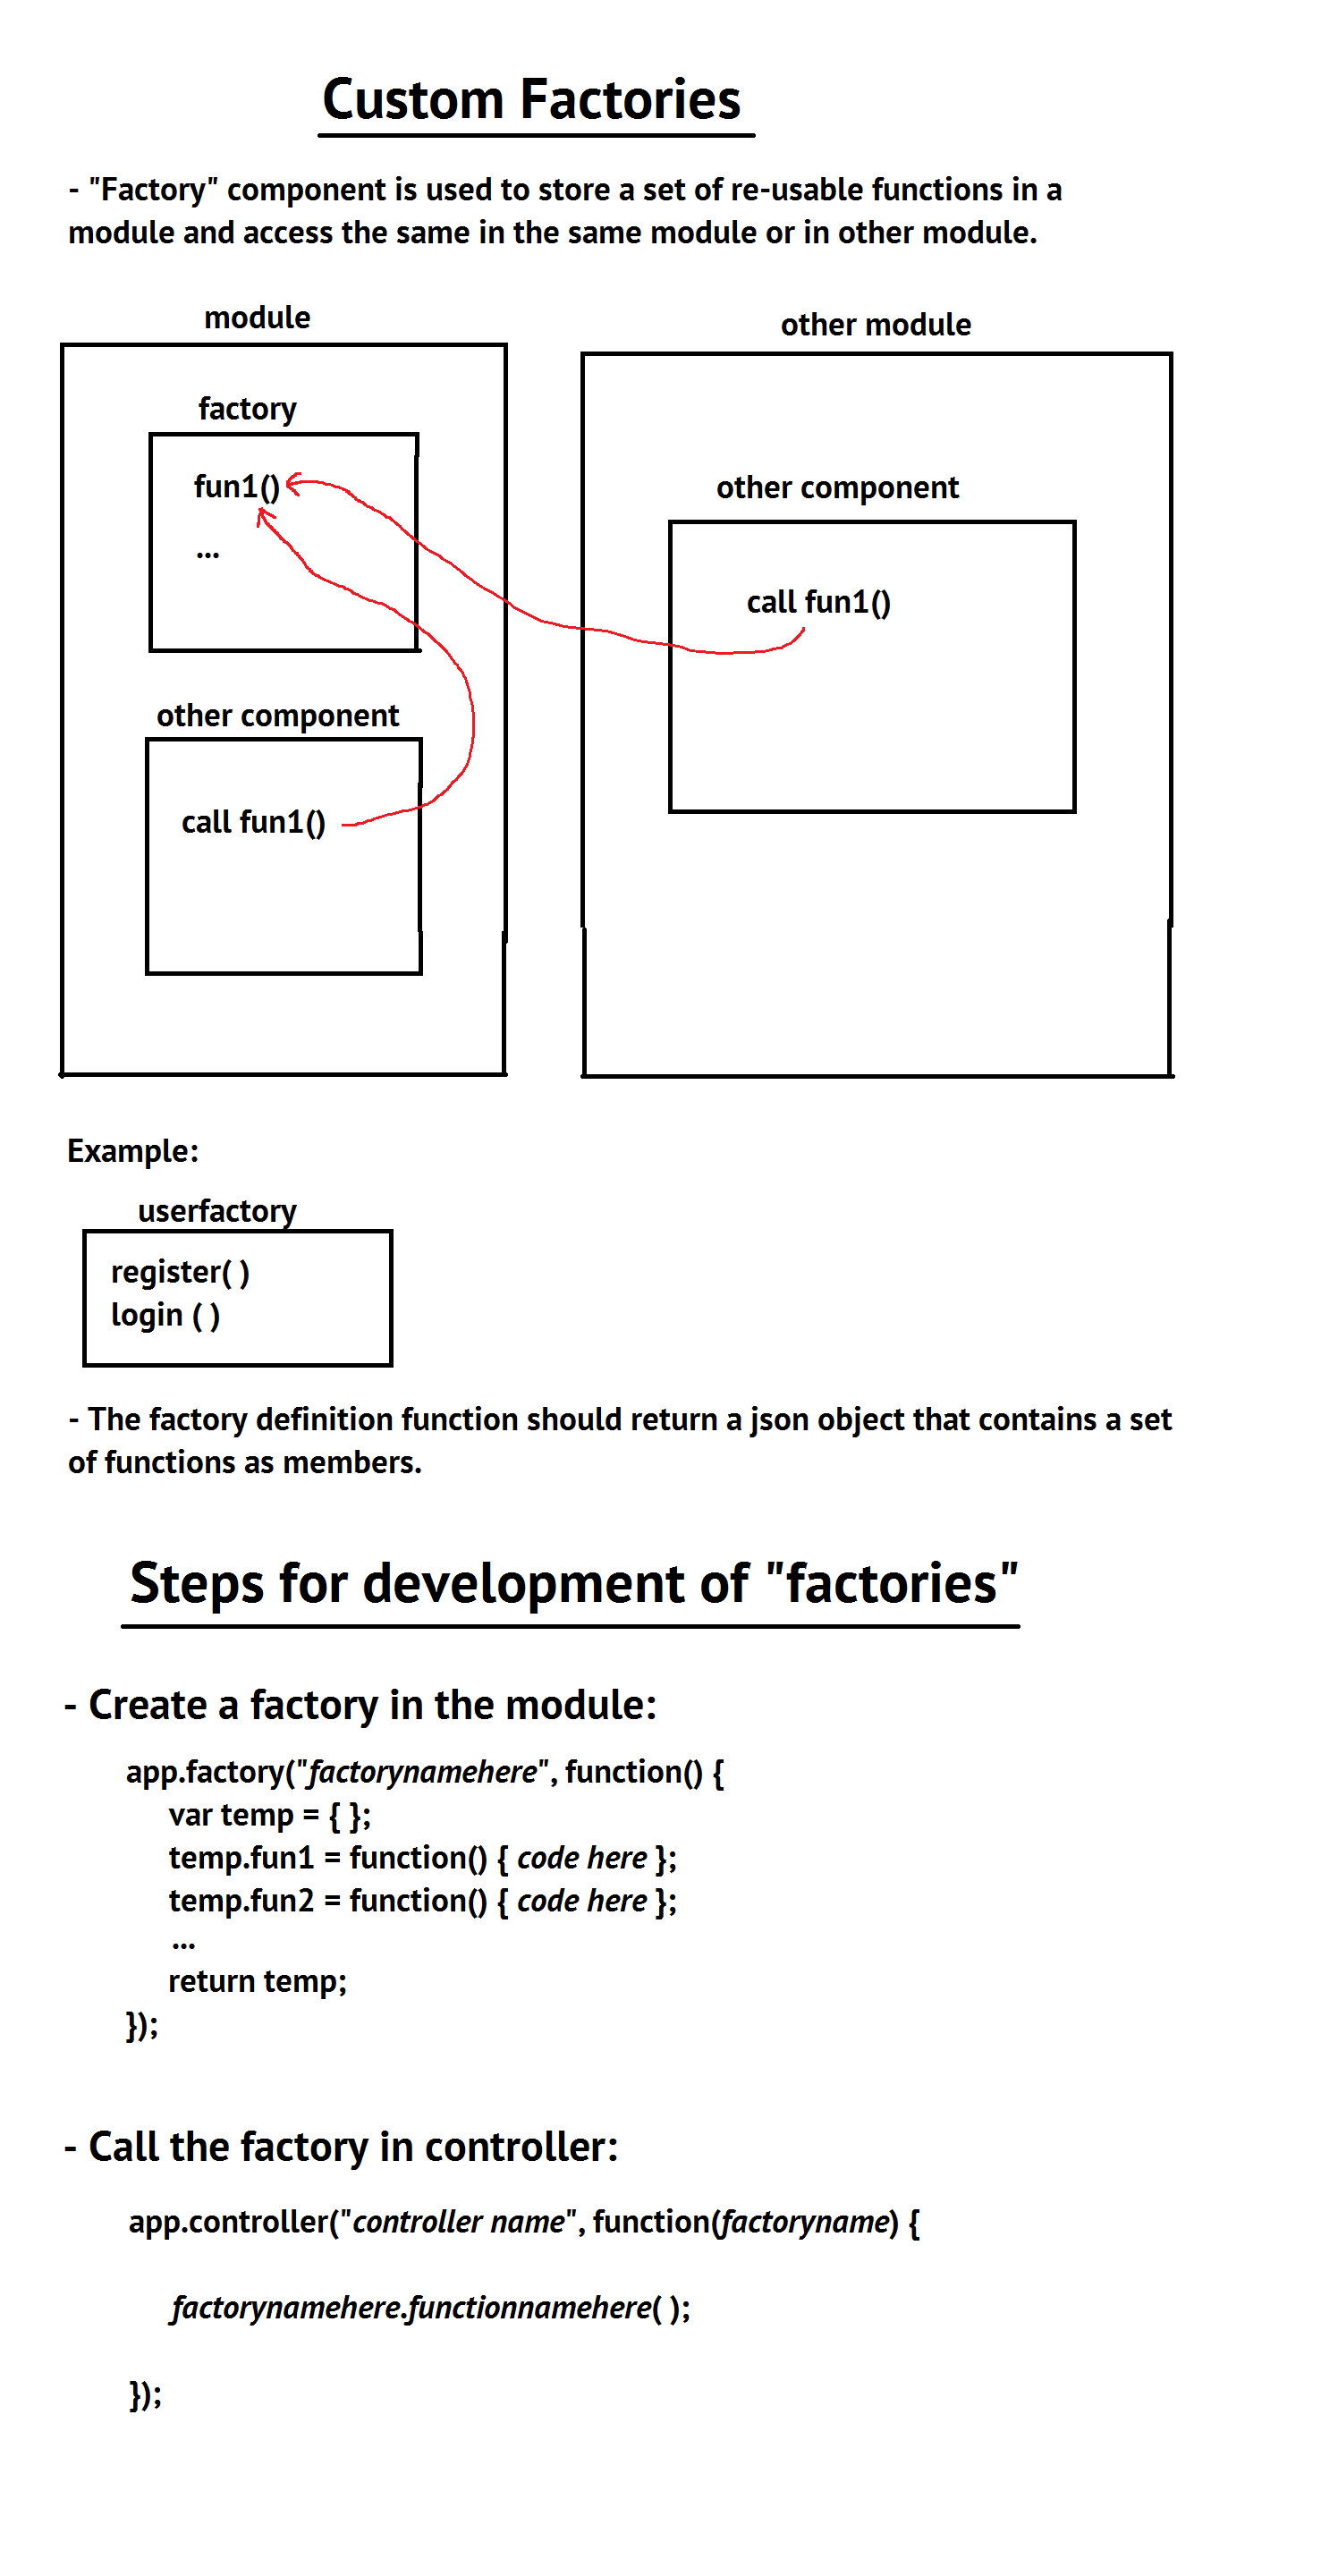 Custom Factories
- "Factory" component is used to store a set of re-usable functions in a
module and access the same in the same module or in other module.
module
other module
factory
fun1()
...
other component
call fun1()
other component
call fun1()
Example:
userfactory
register( )
login ( )
- The factory definition function should return a json object that contains a set
of functions as members.
Steps for development of "factories"
- Create a factory in the module:
app.factory("factorynamehere", function() {
var temp = { };
temp.fun1 = function() { code here };
temp.fun2 = function() { code here };
...
return temp;
});
- Call the factory in controller:
app.controller("controller name", function(factoryname) {
factorynamehere.functionnamehere( );
});